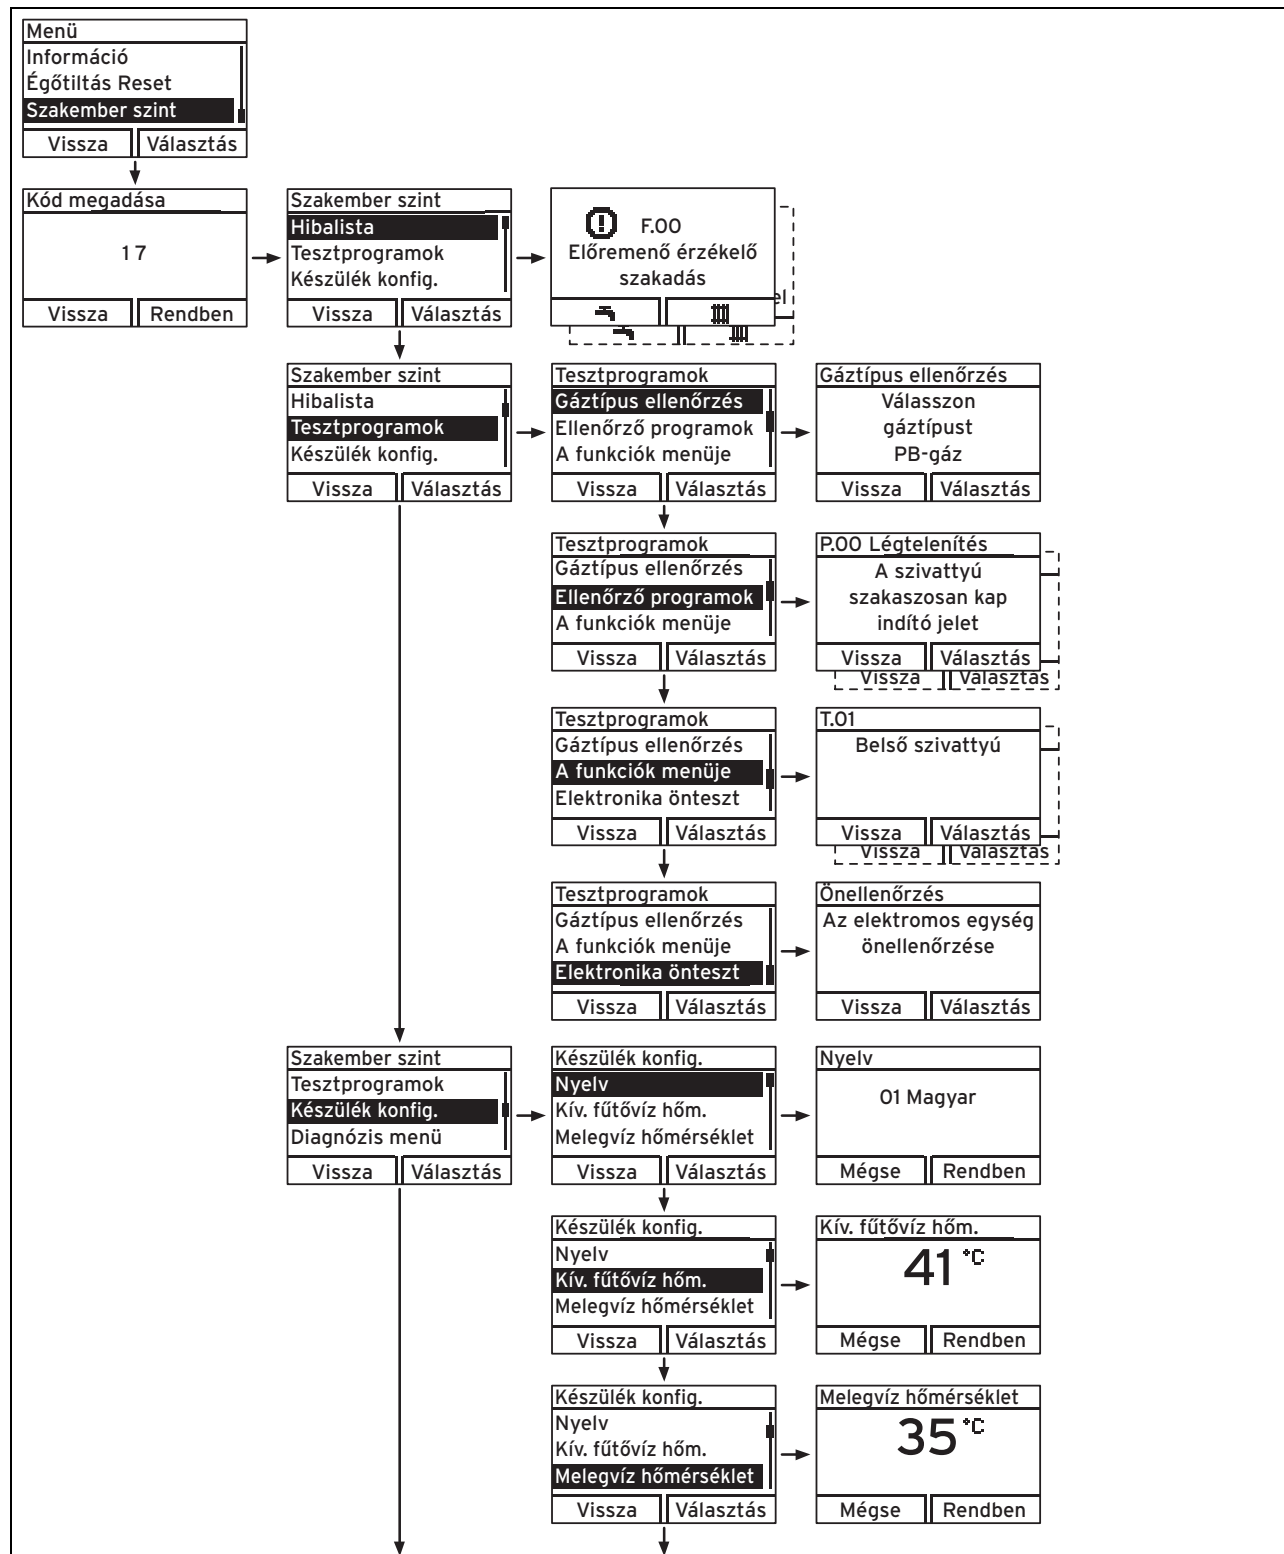 Menü
Információ
Égőtiltás Reset
Szakember szint
Vissza Választás
Kód megadása
17
Vissza Rendben
Szakember szint
Hibalista
Tesztprogramok
Készülék konfig.
Vissza Választás
F.00
Előremenő érzékelő
szakadás
el
Szakember szint
Hibalista
Tesztprogramok
Készülék konfig.
Vissza Választás
Tesztprogramok
Gáztípus ellenőrzés
Ellenőrző programok
A funkciók menüje
Vissza Választás
Gáztípus ellenőrzés
Válasszon
gáztípust
PB-gáz
Vissza Választás
Tesztprogramok
Gáztípus ellenőrzés
Ellenőrző programok
A funkciók menüje
Vissza Választás
P.00 Légtelenítés
A szivattyú
szakaszosan kap
indító jelet
Vissza Választás
Vissza Választás
Tesztprogramok
Gáztípus ellenőrzés
A funkciók menüje
Elektronika önteszt
Vissza Választás
T.01
Belső szivattyú
Vissza Választás
Vissza Választás
Tesztprogramok
Gáztípus ellenőrzés
A funkciók menüje
Elektronika önteszt
Vissza Választás
Önellenőrzés
Az elektromos egység
önellenőrzése
Vissza Választás
Szakember szint
Tesztprogramok
Készülék konfig.
Diagnózis menü
Vissza Választás
Készülék konfig.
Nyelv
Kív. fűtővíz hőm.
Melegvíz hőmérséklet
Vissza Választás
Nyelv
01 Magyar
Mégse Rendben
Készülék konfig.
Nyelv
Kív. fűtővíz hőm.
Melegvíz hőmérséklet
Vissza Választás
Kív. fűtővíz hőm.
41 °C
Mégse Rendben
Készülék konfig.
Nyelv
Kív. fűtővíz hőm.
Melegvíz hőmérséklet
Vissza Választás
Melegvíz hőmérséklet
35 °C
Mégse Rendben